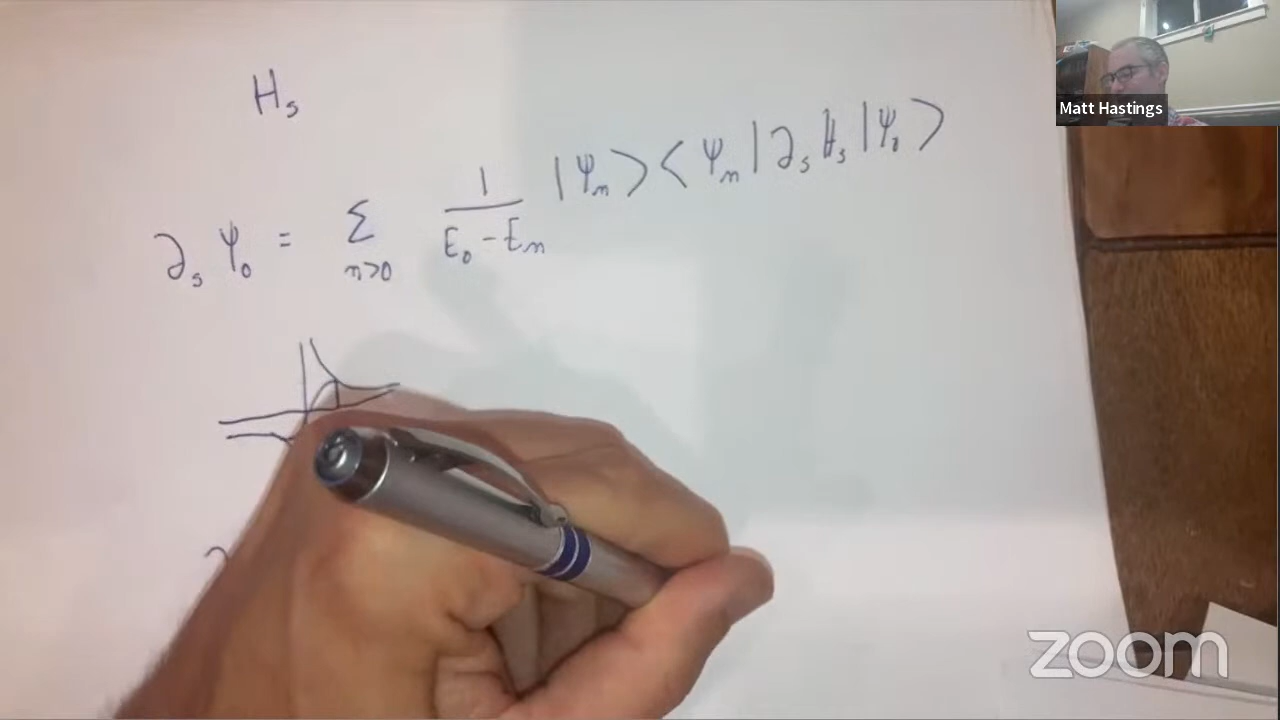 Matt Hastings
H_s
∂_s ψ_0 = Σ_{n>0} 1/(E_0 - E_n) |ψ_n> <ψ_n| ∂_s H_s |ψ_0>
zoom